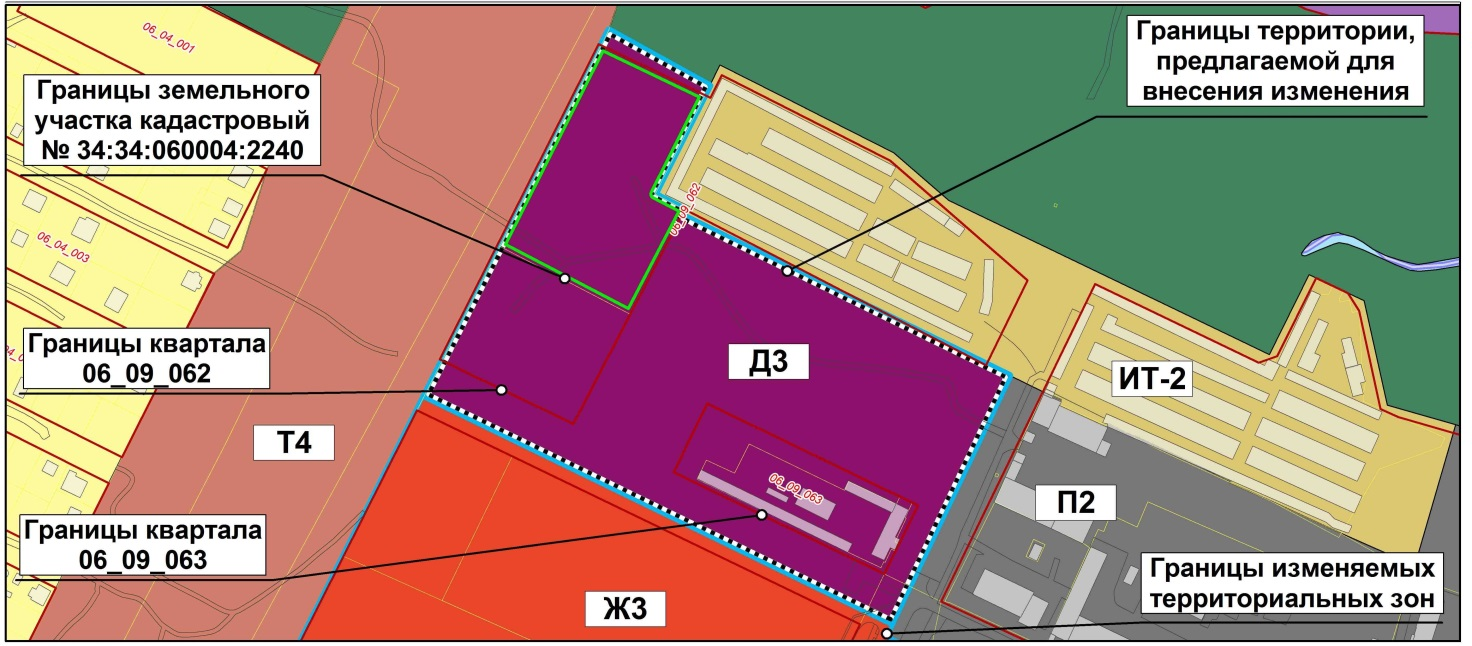 06_04_001
Границы территории,
предлагаемой для
внесения изменения
Границы земельного
участка кадастровый
№ 34:34:060004:2240
06_09_062
06_04_003
Границы квартала
06_09_062
Д3
ИТ-2
Т4
06_09_063
П2
Границы квартала
06_09_063
Границы изменяемых
территориальных зон
Ж3